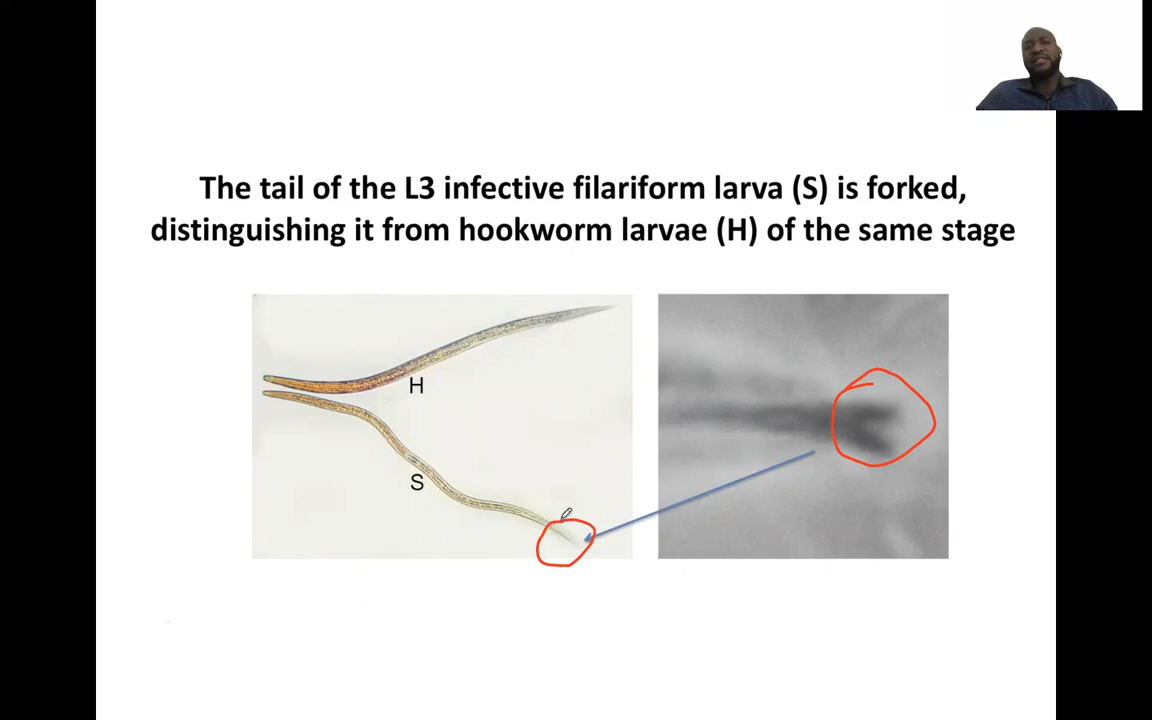 The tail of the L3 infective filariform larva (S) is forked,
distinguishing it from hookworm larvae (H) of the same stage
H
S